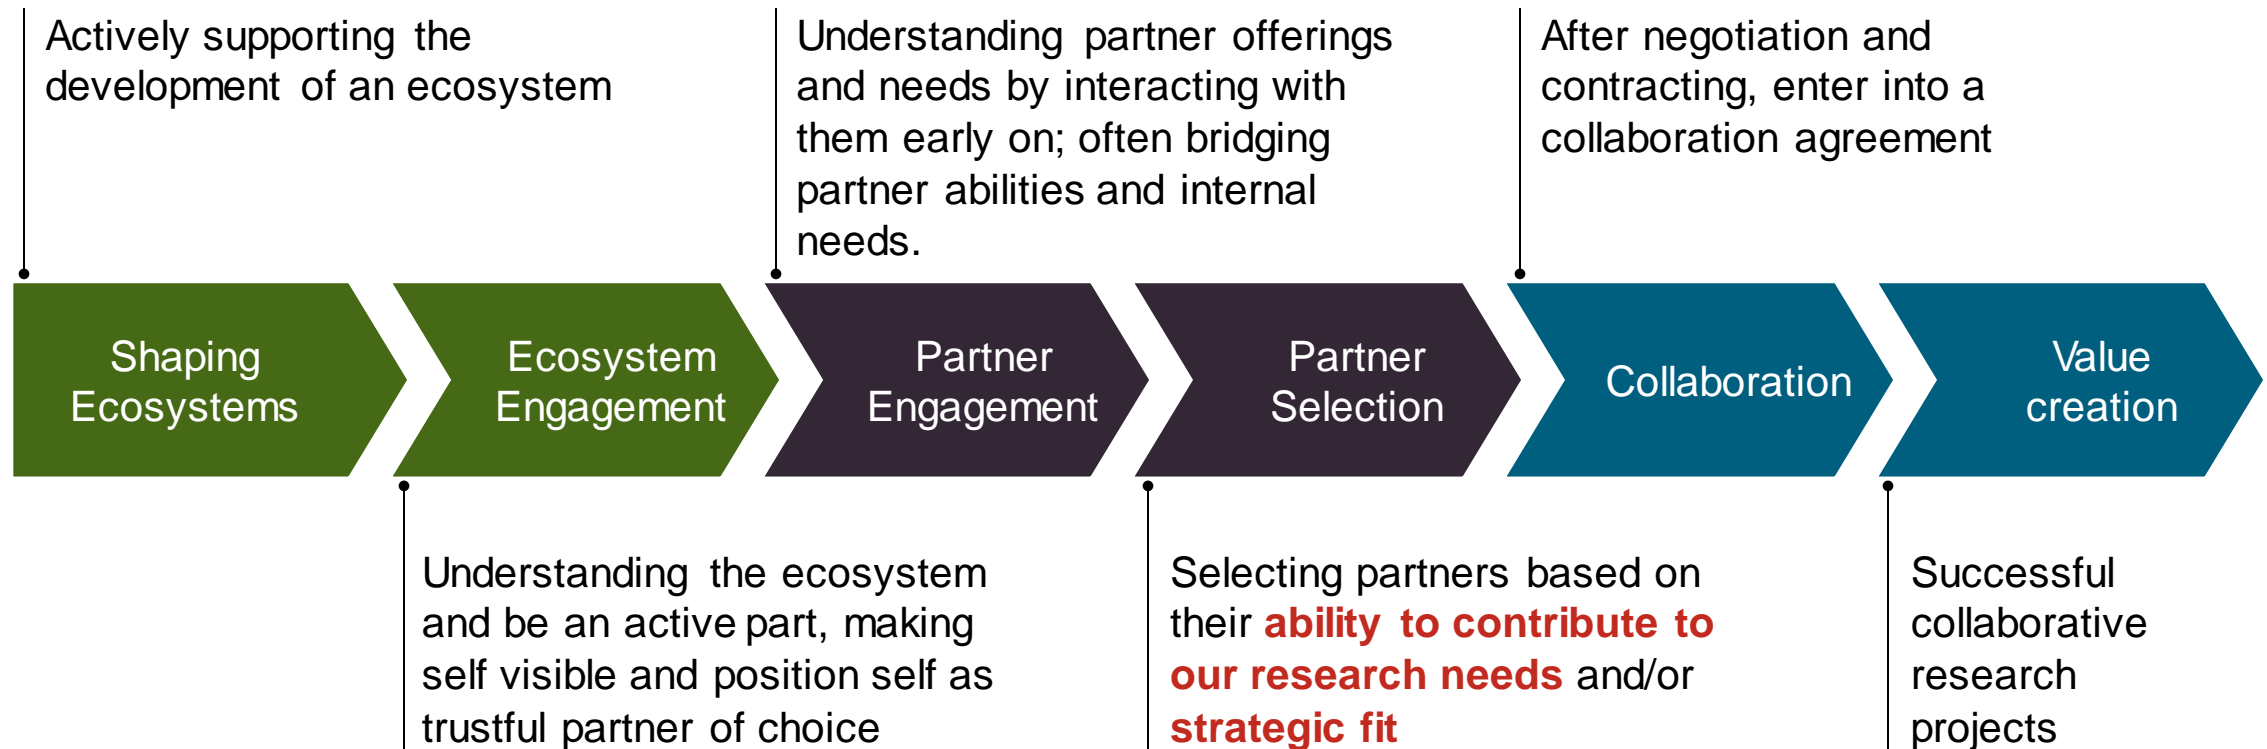 Actively supporting the
development of an ecosystem
Understanding partner offerings
and needs by interacting with
them early on; often bridging
partner abilities and internal
needs.
After negotiation and
contracting, enter into a
collaboration agreement
Shaping
Ecosystems
Ecosystem
Engagement
Partner
Engagement
Partner
Selection
Collaboration
Value
creation
Understanding the ecosystem
and be an active part, making
self visible and position self as
trustful partner of choice
Selecting partners based on
their ability to contribute to
our research needs and/or
strategic fit
Successful
collaborative
research
projects